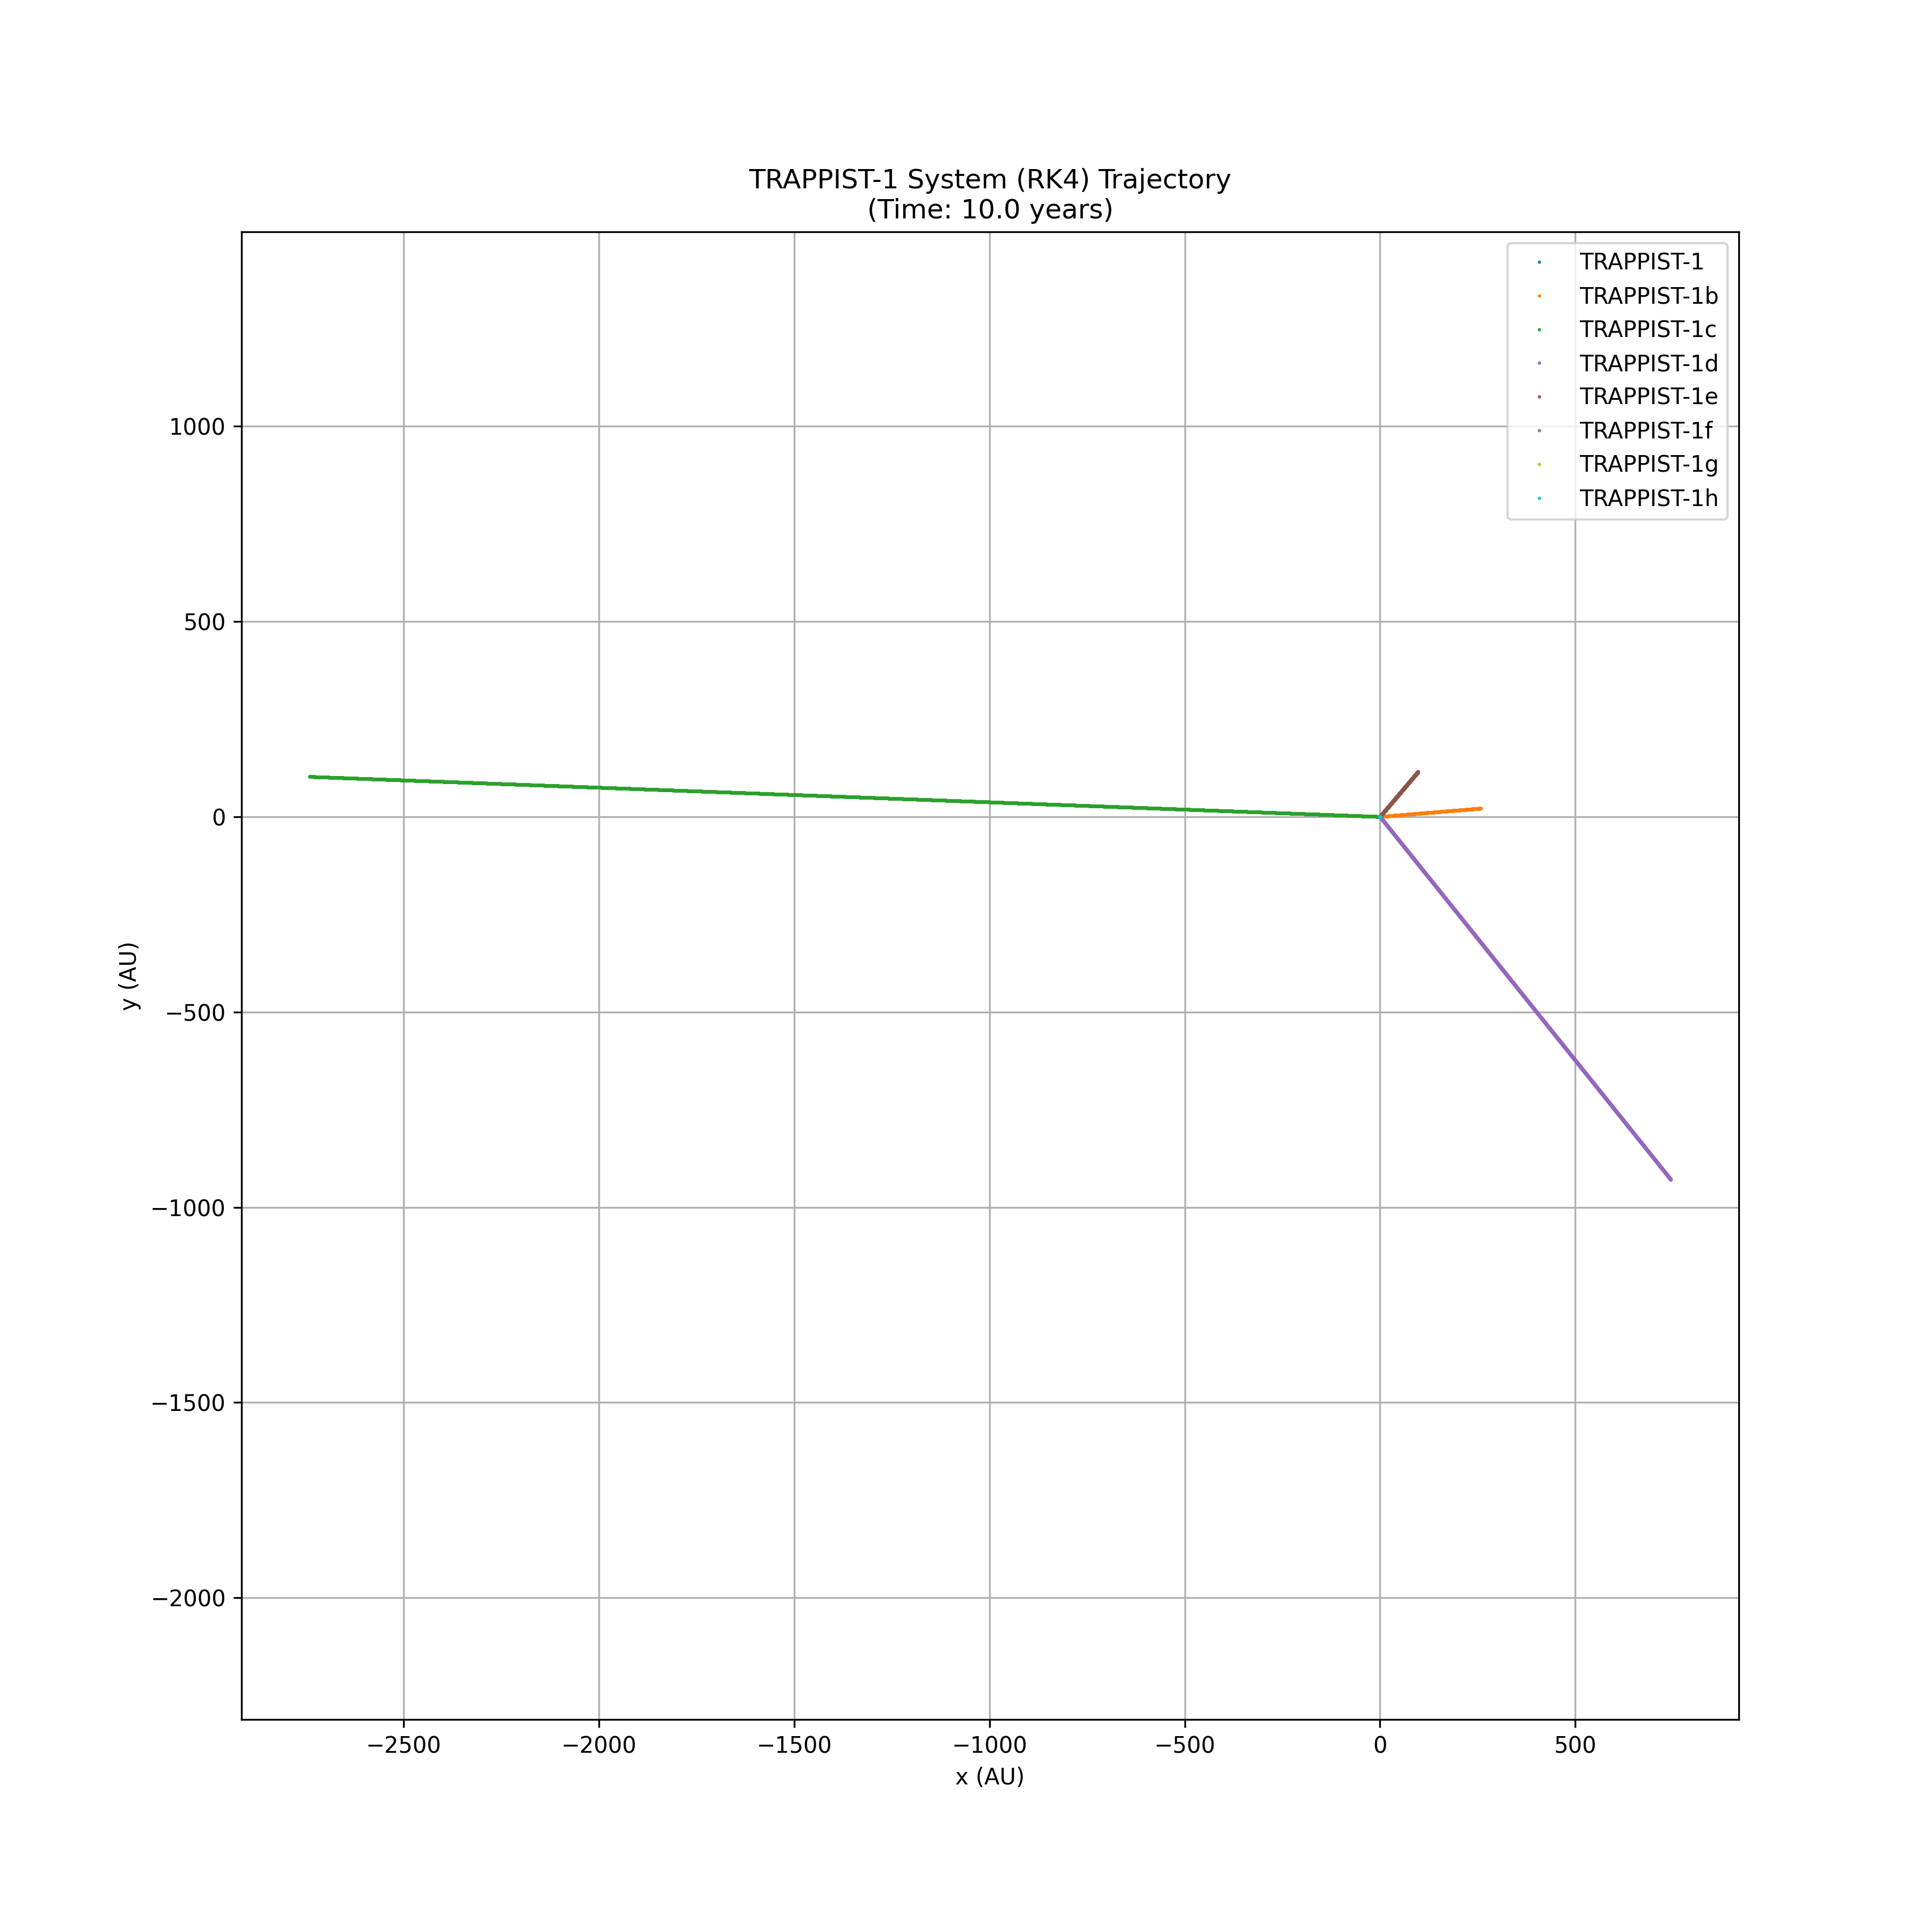 TRAPPIST-1 System (RK4) Trajectory
(Time: 10.0 years)
TRAPPIST-1
TRAPPIST-1b
TRAPPIST-1c
TRAPPIST-1d
TRAPPIST-1e
TRAPPIST-1f
TRAPPIST-1g
TRAPPIST-1h
1000
500
0
−500
−1000
−1500
−2000
y (AU)
−2500
−2000
−1500
−1000
−500
0
500
x (AU)